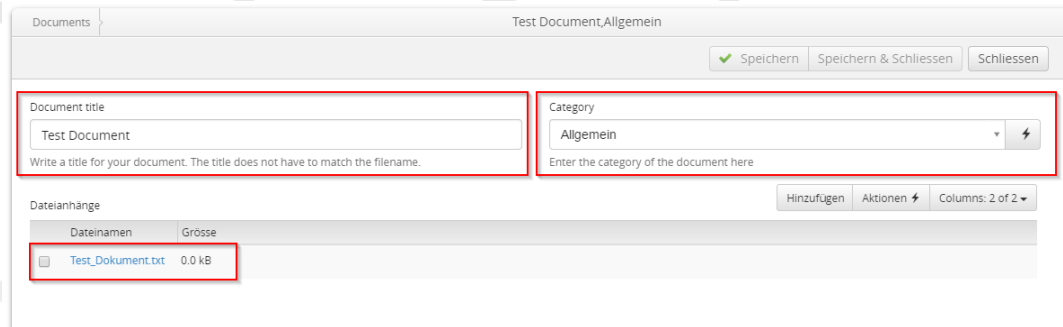 Documents
Test Document,Allgemein
Speichern
Speichern & Schliessen
Schliessen
Document title
Category
Test Document
Allgemein
Write a title for your document. The title does not have to match the filename.
Enter the category of the document here
Dateianhänge
Hinzufügen
Aktionen
Columns: 2 of 2
Dateinamen
Grösse
Test_Dokument.txt
0.0 kB